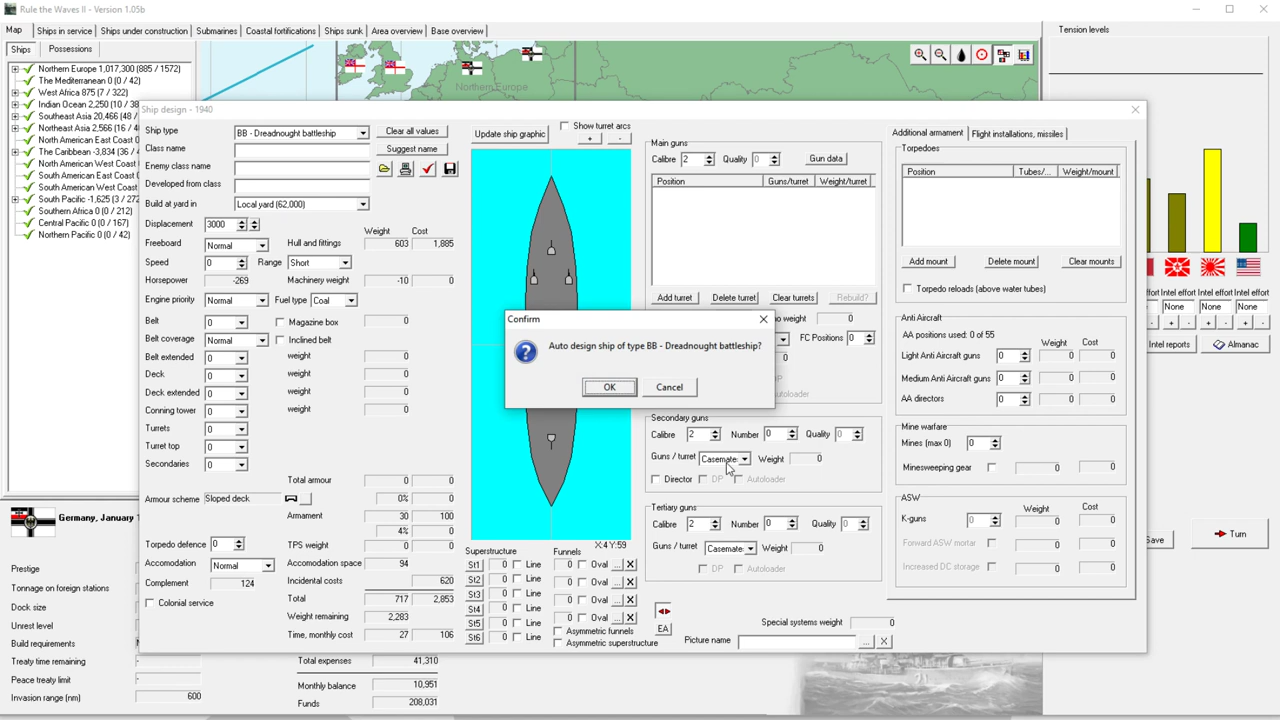 Rule the Waves II - Version 1.05b
Map Ships in service Ships under construction Submarines Coastal fortifications Ships sunk Area overview Base overview
Ships Possessions
Northern Europe 1,017,300 (885 / 1572)
The Mediterranean 0 (0 / 42)
West Africa 875 (7 / 322)
Indian Ocean 2,250 (10 / 38
Southeast Asia 20,466 (48 /
Northeast Asia 2,566 (16 / 4
North American East Coast 0
The Caribbean -3,834 (36 /
North American West Coast
South American East Coast
South American West Coast
South Pacific -1,625 (3 / 272
Southern Africa 0 (0 / 212)
Central Pacific 0 (0 / 167)
Northern Pacific 0 (0 / 42)
Northern Europe
Tension levels
Ship design - 1940
Ship type BB - Dreadnought battleship Clear all values
Class name Suggest name
Enemy class name
Developed from class
Build at yard in Local yard (62,000)
Displacement 3000 Weight Cost
Freeboard Normal Hull and fittings 603 1,885
Speed 0 Range Short
Horsepower -269 Machinery weight -10 0
Engine priority Normal Fuel type Coal
Belt 0 Magazine box 0
Belt coverage Normal Inclined belt
Belt extended 0 weight 0
Deck 0 weight 0
Deck extended 0 weight 0
Conning tower 0 weight 0
Turrets 0
Turret top 0
Secondaries 0
Total armour 0 0
Armour scheme Sloped deck 0%
Armament 30 100
4%
Torpedo defence 0 TPS weight 0 0
Accomodation Normal Accomodation space 94
Complement 124 Incidental costs 620
Colonial service Total 717 2,853
Weight remaining 2,283
Time, monthly cost 27 106
Update ship graphic Show turret arcs
+ -
X:4 Y:59
Superstructure Funnels
St1 0 Line 0 Oval ... X
St2 0 Line 0 Oval ... X
St3 0 Line 0 Oval ... X
St4 0 Line 0 Oval ... X
St5 0 Line Asymmetric funnels
St6 0 Line Asymmetric superstructure
Main guns
Calibre 2 Quality 0 Gun data
Position Guns/turret Weight/turret
Add turret Delete turret Clear turrets Rebuild?
no weight 0
FC Positions 0
0
DP
Autoloader
Confirm
Auto design ship of type BB - Dreadnought battleship?
OK Cancel
Secondary guns
Calibre 2 Number 0 Quality 0
Guns / turret Casemate Weight 0
Director DP Autoloader
Tertiary guns
Calibre 2 Number 0 Quality 0
Guns / turret Casemate Weight 0
DP Autoloader
EA
Special systems weight 0
Picture name ... X
Additional armament Flight installations, missiles
Torpedoes
Position Tubes/... Weight/mount
Add mount Delete mount Clear mounts
Torpedo reloads (above water tubes)
Anti Aircraft
AA positions used: 0 of 55
Weight Cost
Light Anti Aircraft guns 0 0 0
Medium Anti Aircraft guns 0 0 0
AA directors 0 0 0
Mine warfare
Mines (max 0) 0 0 0
Minesweeping gear 0 0
ASW
Weight Cost
K-guns 0 0 0
Forward ASW mortar 0 0
Increased DC storage 0 0
Intel effort Intel effort
None None
+ - + -
Intel reports Almanac
ave Turn
Germany, January 1
Prestige
Tonnage on foreign stations
Dock size
Unrest level
Build requirements
Treaty time remaining -
Peace treaty limit -
Invasion range (nm) 600
Total expenses 41,310
Monthly balance 10,951
Funds 208,031